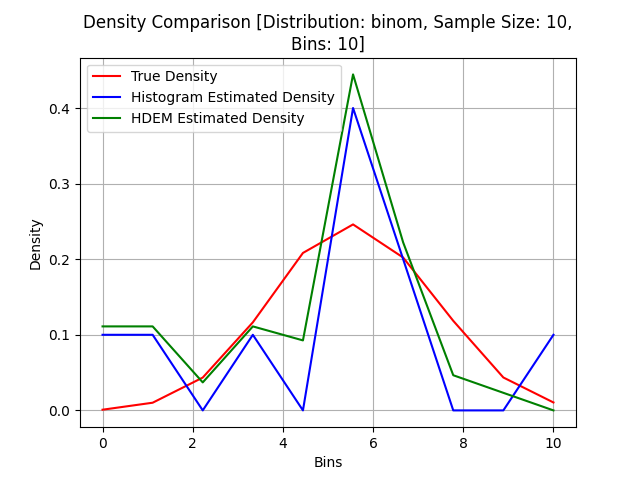 Density Comparison [Distribution: binom, Sample Size: 10,
Bins: 10]
True Density
Histogram Estimated Density
HDEM Estimated Density
Density
0.4
0.3
0.2
0.1
0.0
0 2 4 6 8 10
Bins